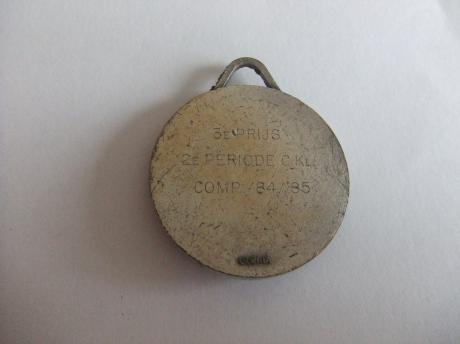 3E PRIJS
2E PERIODE C.KL.
COMP. '84/'85